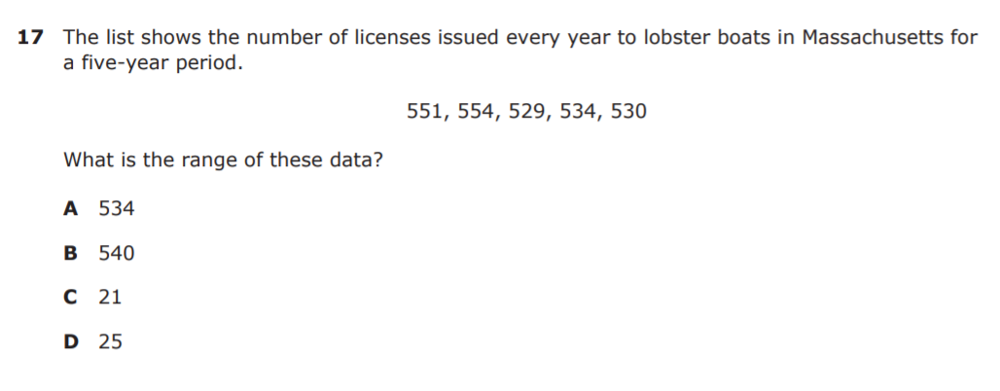 17 The list shows the number of licenses issued every year to lobster boats in Massachusetts for
a five-year period.
551, 554, 529, 534, 530
What is the range of these data?
A 534
B 540
C 21
D 25